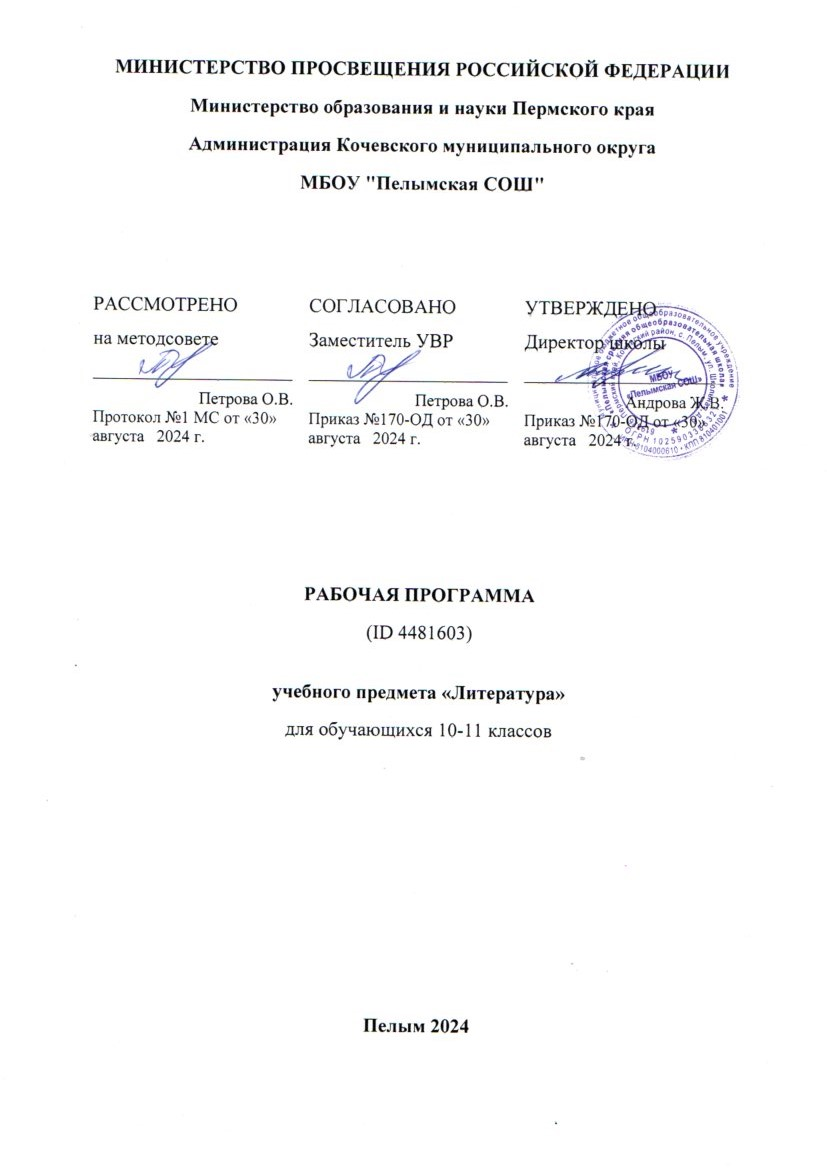 МИНИСТЕРСТВО ПРОСВЕЩЕНИЯ РОССИЙСКОЙ ФЕДЕРАЦИИ
Министерство образования и науки Пермского края
Администрация Кочевского муниципального округа
МБОУ "Пелымская СОШ"
РАССМОТРЕНО
на методсовете
Петрова О.В.
Протокол №1 МС от «30»
августа 2024 г.
СОГЛАСОВАНО
Заместитель УВР
Петрова О.В.
Приказ №170-ОД от «30»
августа 2024 г.
УТВЕРЖДЕНО
Директор школы
Андрова Ж.В.
Приказ №170-ОД от «30»
августа 2024 г.
МБОУ
«Пелымская СОШ»
РАБОЧАЯ ПРОГРАММА
(ID 4481603)
учебного предмета «Литература»
для обучающихся 10-11 классов
Пелым 2024